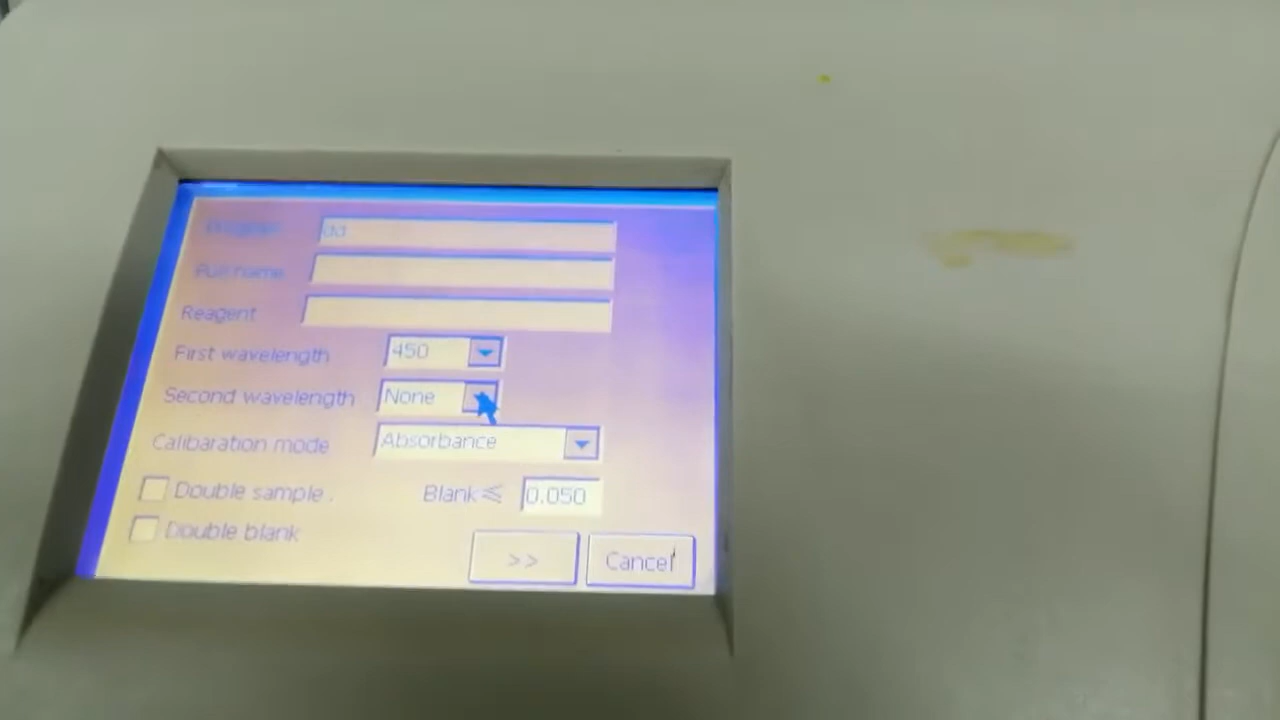 Program dd
Full name
Reagent
First wavelength 450
Second wavelength None
Calibaration mode Absorbance
Double sample . Blank≤ 0.050
Double blank
>> Cancel